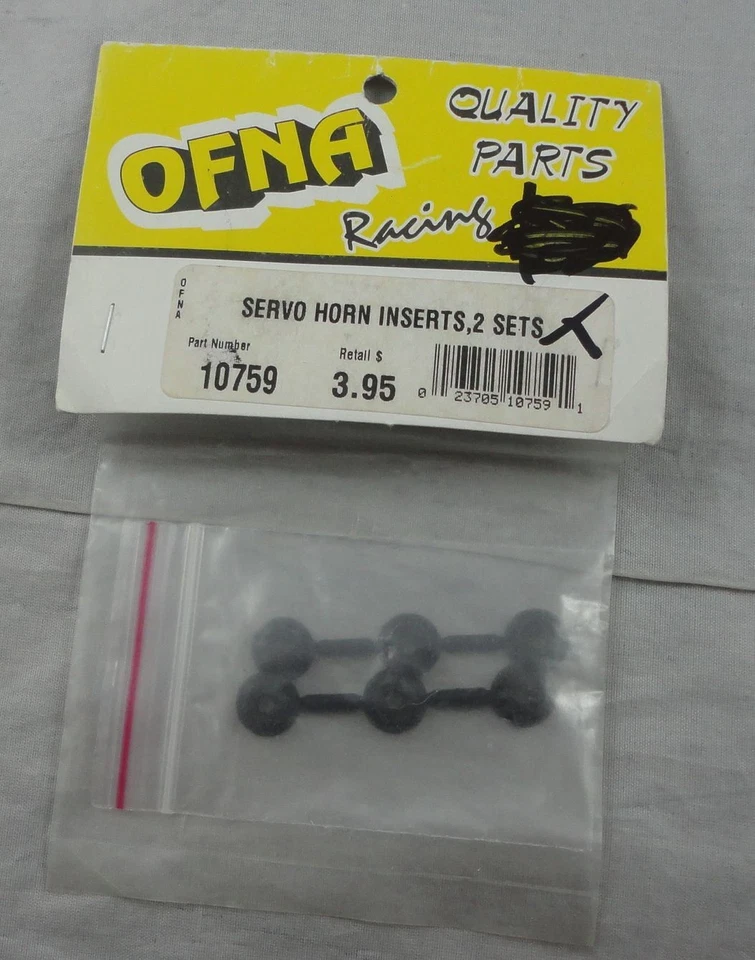 OFNA
QUALITY
PARTS
Racing
OFNA
SERVO HORN INSERTS,2 SETS
Part Number
Retail $
10759
3.95
0 23705 10759 1